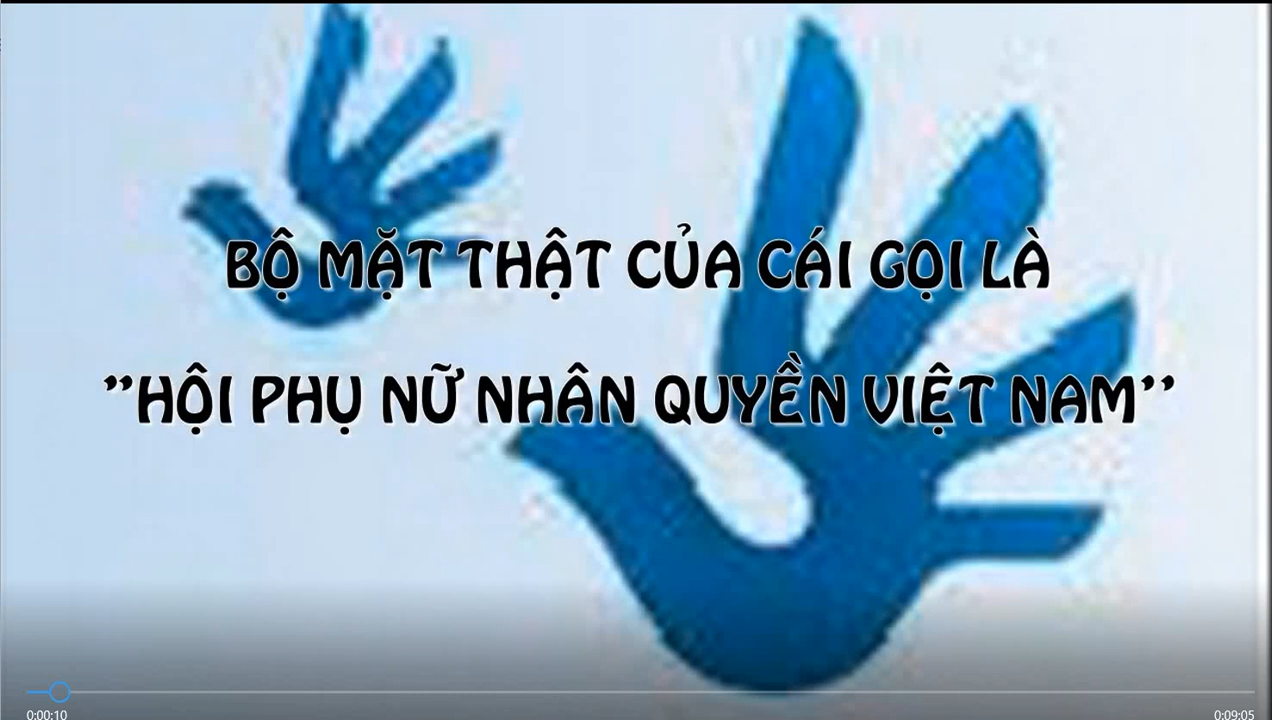 BỘ MẶT THẬT CỦA CÁI GỌI LÀ
"HỘI PHỤ NỮ NHÂN QUYỀN VIỆT NAM"
0:00:10 0:09:05